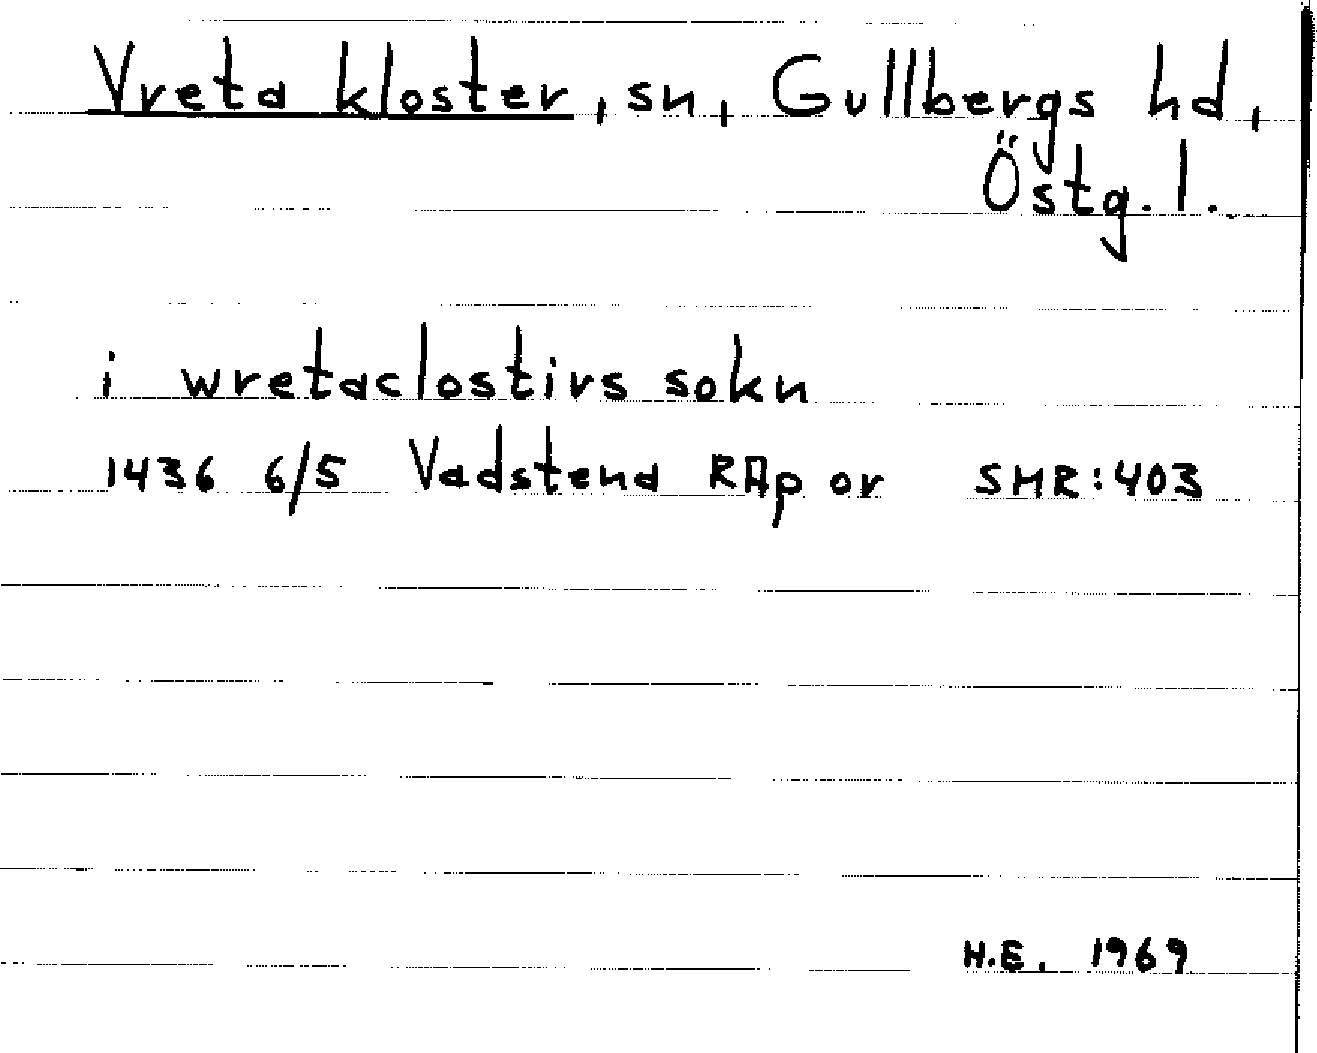 Vreta kloster, sn, Gullbergs hd,
Östg. l.
i wretaclostirs sokn
1436 6/5 Vadstena RAp or SMR:403
H.E. 1969